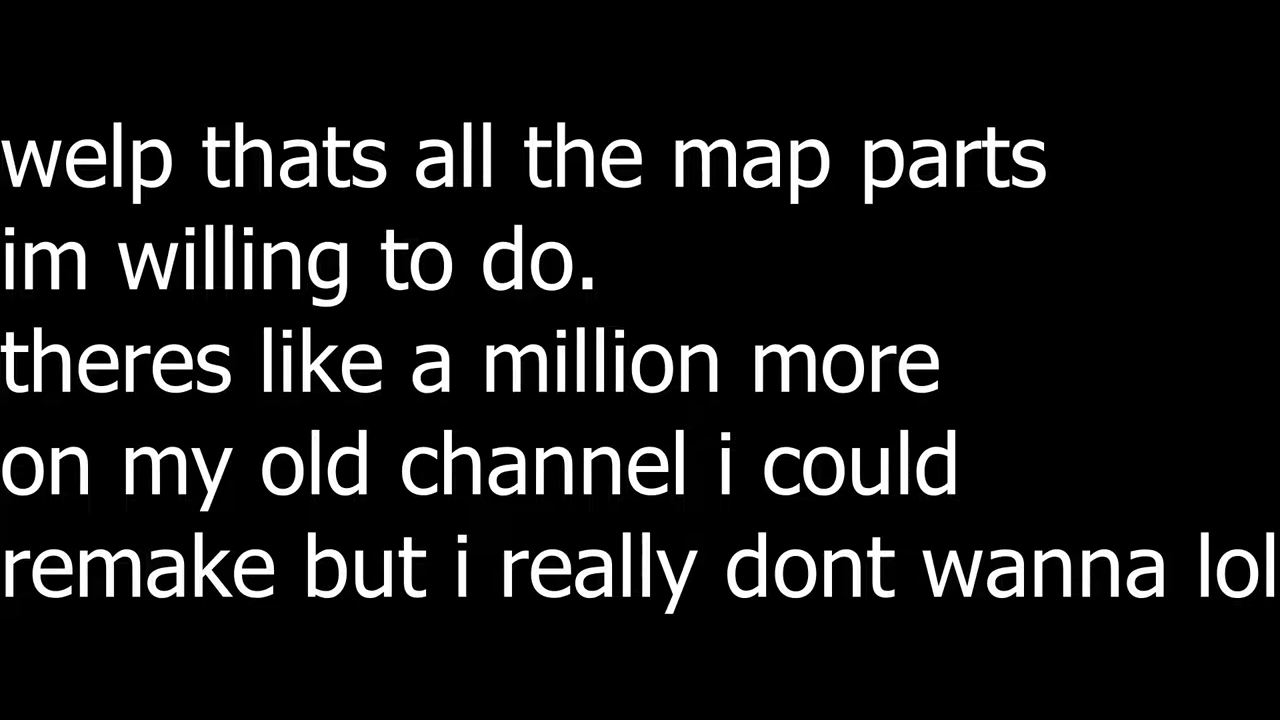 welp thats all the map parts
im willing to do.
theres like a million more
on my old channel i could
remake but i really dont wanna lol